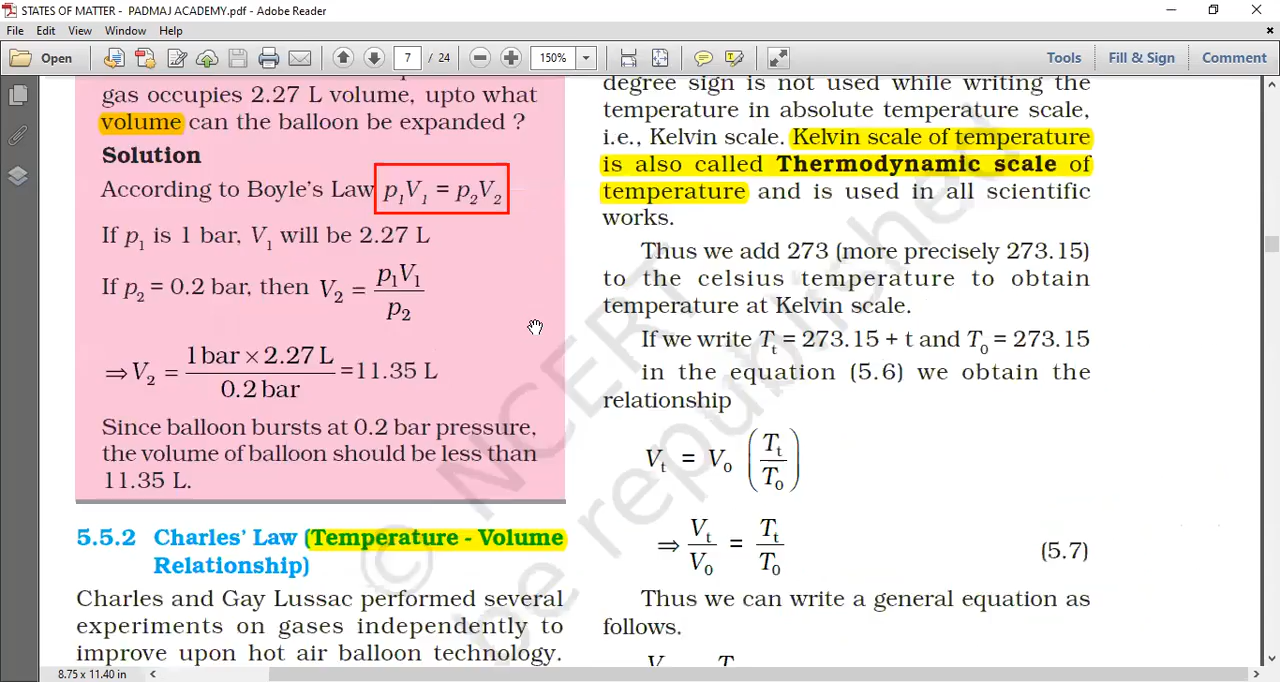 STATES OF MATTER - PADMAJ ACADEMY.pdf - Adobe Reader
File Edit View Window Help
Open 7 / 24 150% Tools Fill & Sign Comment
gas occupies 2.27 L volume, upto what
volume can the balloon be expanded ?
Solution
According to Boyle's Law p₁V₁ = p₂V₂
If p₁ is 1 bar, V₁ will be 2.27 L
If p₂ = 0.2 bar, then V₂ = p₁V₁ / p₂
⇒ V₂ = 1 bar × 2.27 L / 0.2 bar =11.35 L
Since balloon bursts at 0.2 bar pressure,
the volume of balloon should be less than
11.35 L.
5.5.2 Charles' Law (Temperature - Volume
Relationship)
Charles and Gay Lussac performed several
experiments on gases independently to
improve upon hot air balloon technology.
degree sign is not used while writing the
temperature in absolute temperature scale,
i.e., Kelvin scale. Kelvin scale of temperature
is also called Thermodynamic scale of
temperature and is used in all scientific
works.
Thus we add 273 (more precisely 273.15)
to the celsius temperature to obtain
temperature at Kelvin scale.
If we write Tₜ = 273.15 + t and T₀ = 273.15
in the equation (5.6) we obtain the
relationship
Vₜ = V₀ (Tₜ / T₀)
⇒ Vₜ / V₀ = Tₜ / T₀ (5.7)
Thus we can write a general equation as
follows.
© NCERT
be republished
8.75 x 11.40 in